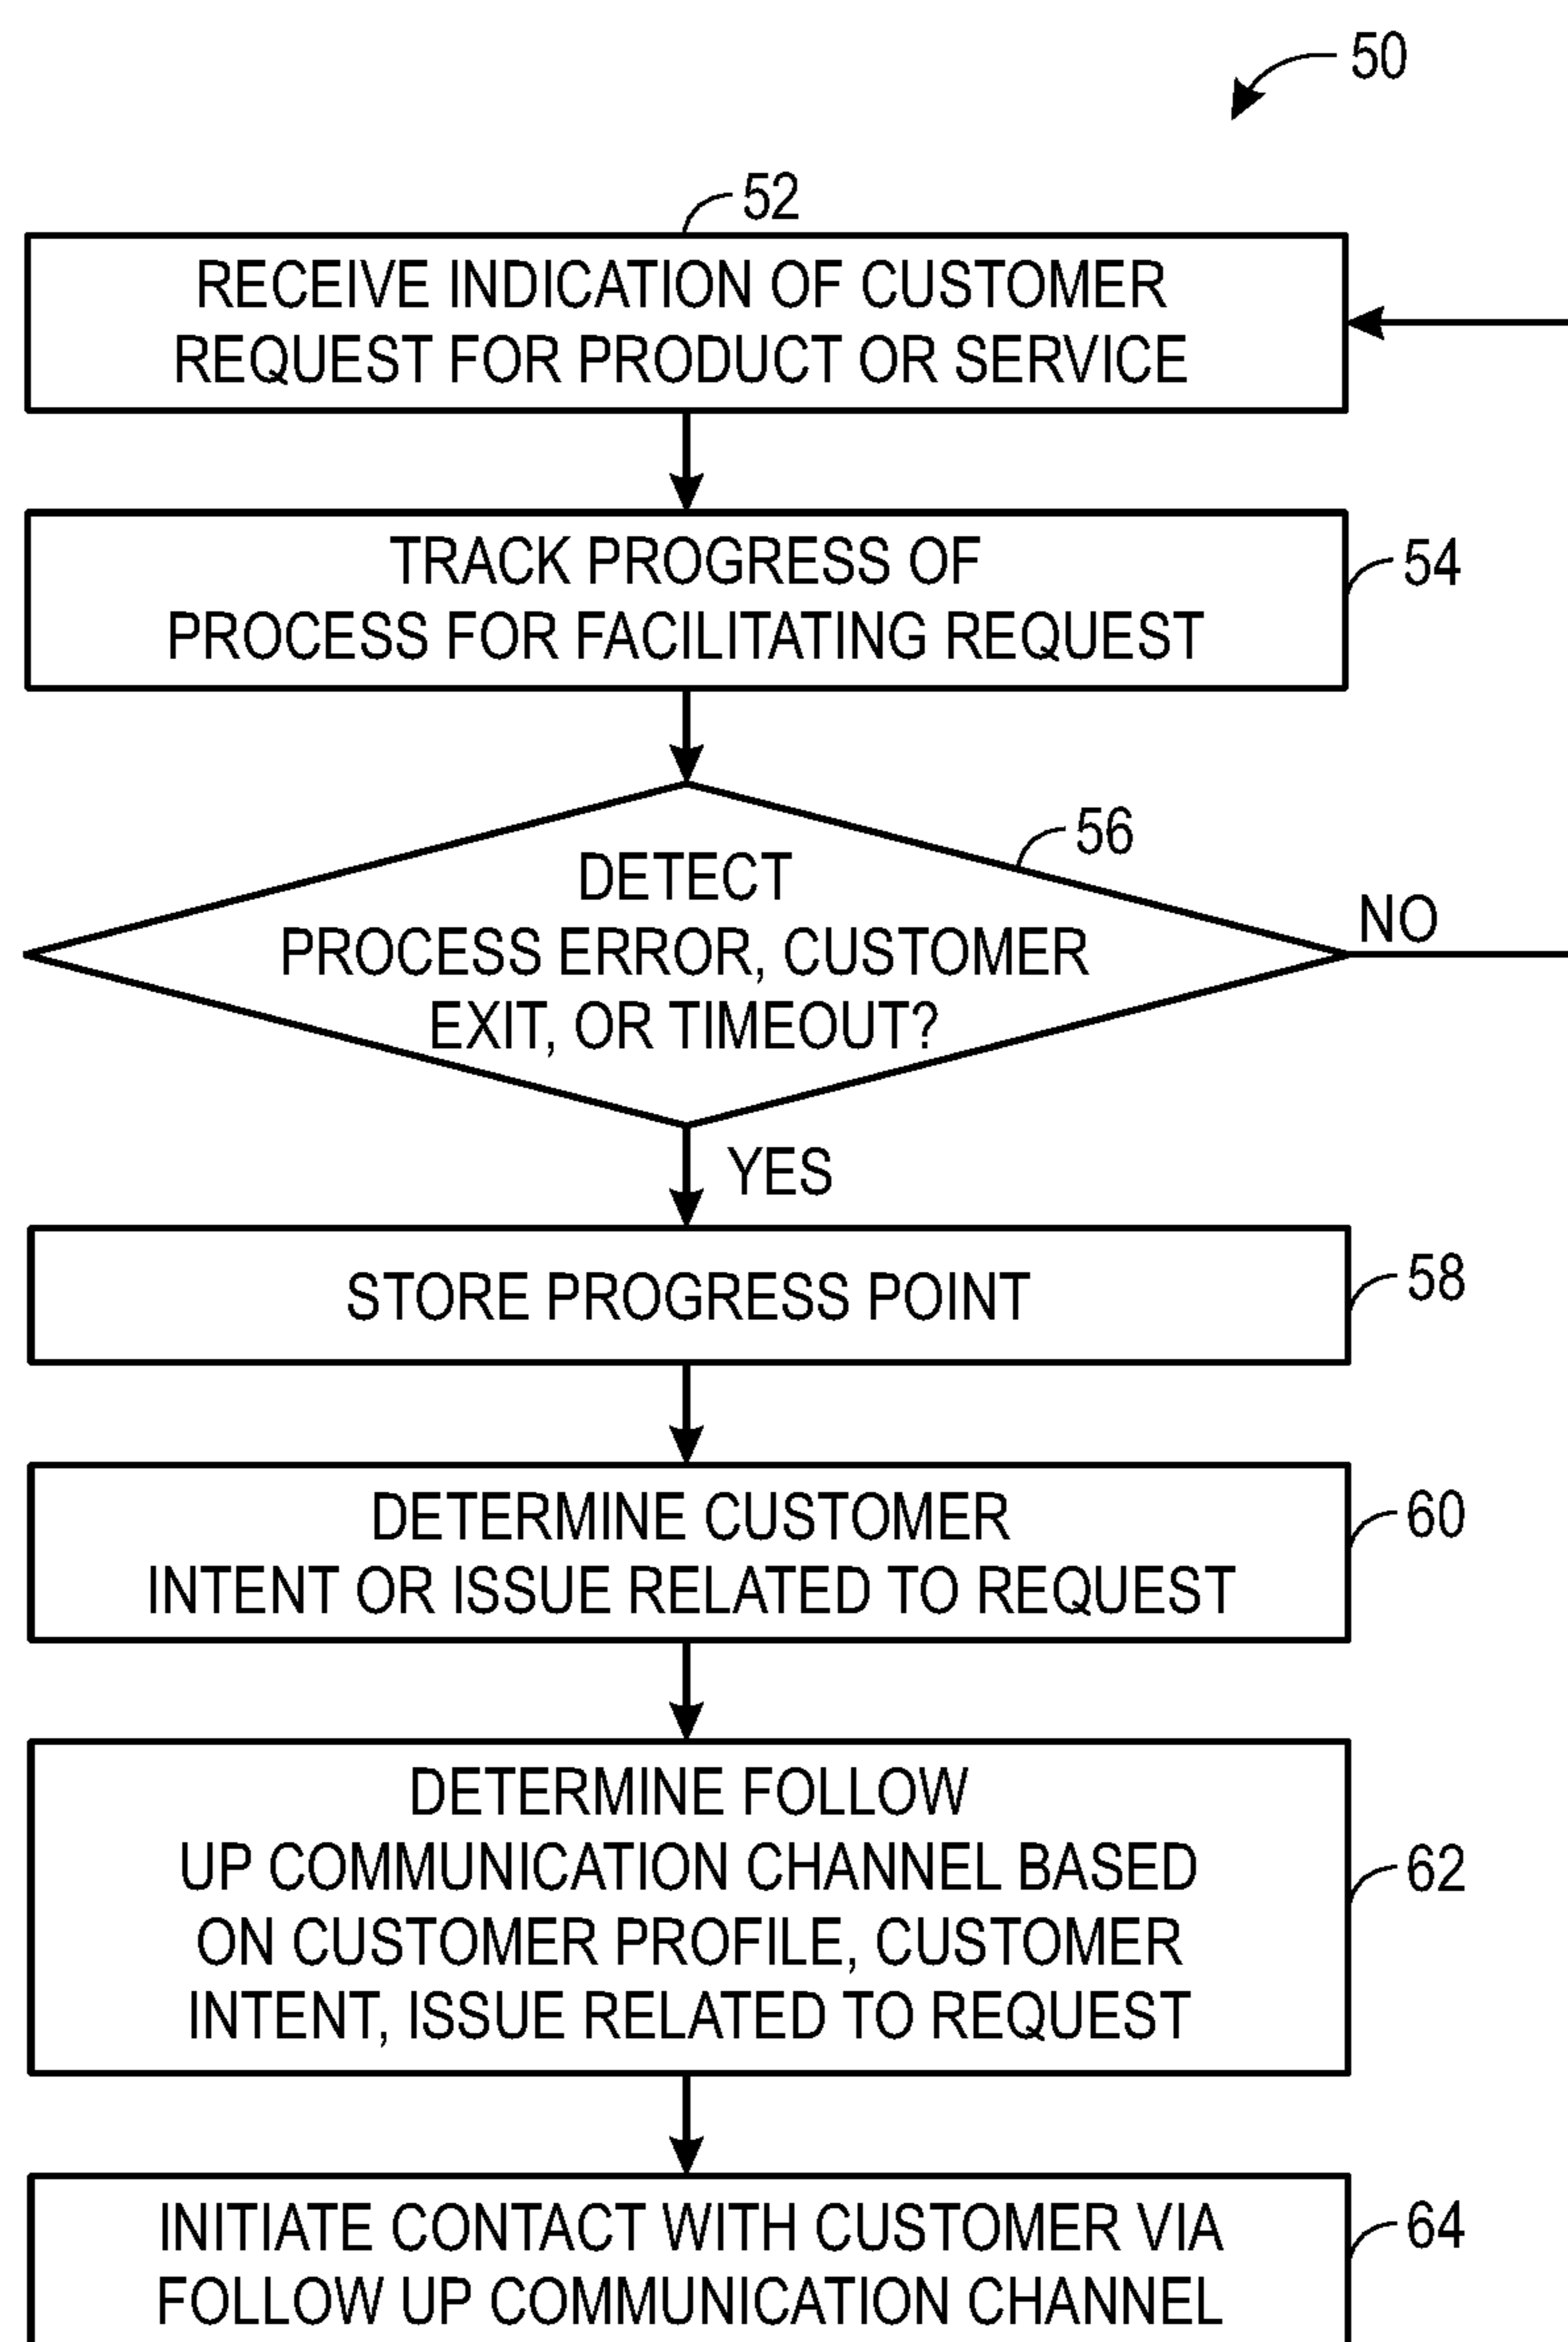 50
52
RECEIVE INDICATION OF CUSTOMER
REQUEST FOR PRODUCT OR SERVICE
TRACK PROGRESS OF
PROCESS FOR FACILITATING REQUEST
54
56
DETECT
PROCESS ERROR, CUSTOMER
EXIT, OR TIMEOUT?
NO
YES
STORE PROGRESS POINT
58
DETERMINE CUSTOMER
INTENT OR ISSUE RELATED TO REQUEST
60
DETERMINE FOLLOW
UP COMMUNICATION CHANNEL BASED
ON CUSTOMER PROFILE, CUSTOMER
INTENT, ISSUE RELATED TO REQUEST
62
INITIATE CONTACT WITH CUSTOMER VIA
FOLLOW UP COMMUNICATION CHANNEL
64